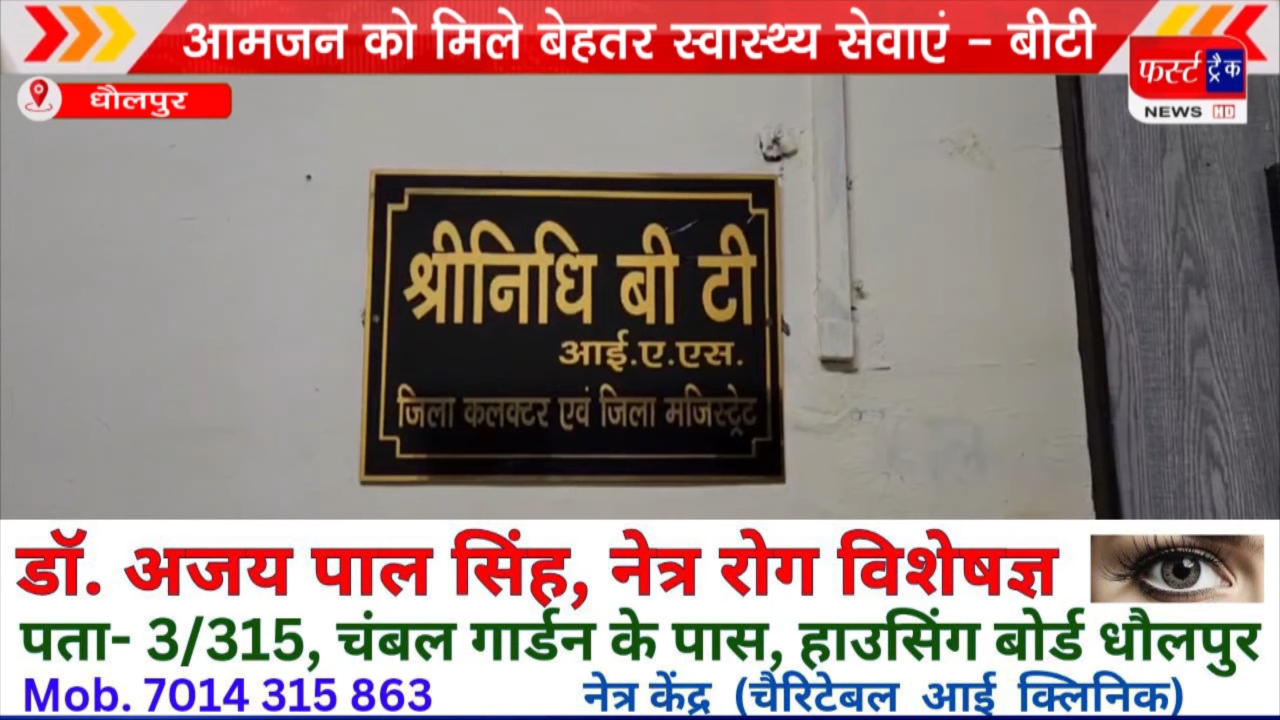 आमजन को मिले बेहतर स्वास्थ्य सेवाएं - बीटी
फर्स्ट ट्रैक
NEWS HD
धौलपुर
श्रीनिधि बी टी
आई.ए.एस.
जिला कलक्टर एवं जिला मजिस्ट्रेट
डॉ. अजय पाल सिंह, नेत्र रोग विशेषज्ञ
पता- 3/315, चंबल गार्डन के पास, हाउसिंग बोर्ड धौलपुर
Mob. 7014 315 863 नेत्र केंद्र (चैरिटेबल आई क्लिनिक)